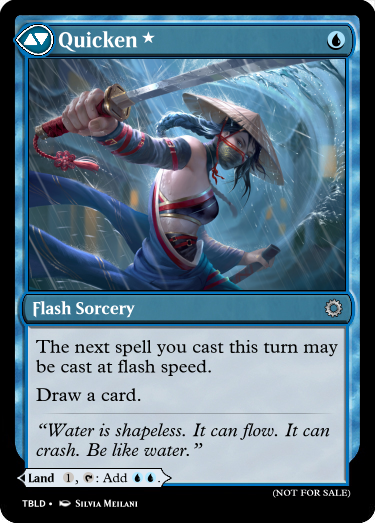 Quicken ★
Flash Sorcery
The next spell you cast this turn may
be cast at flash speed.
Draw a card.
“Water is shapeless. It can flow. It can
crash. Be like water.”
Land 1, : Add .
(NOT FOR SALE)
TBLD • Silvia Meilani